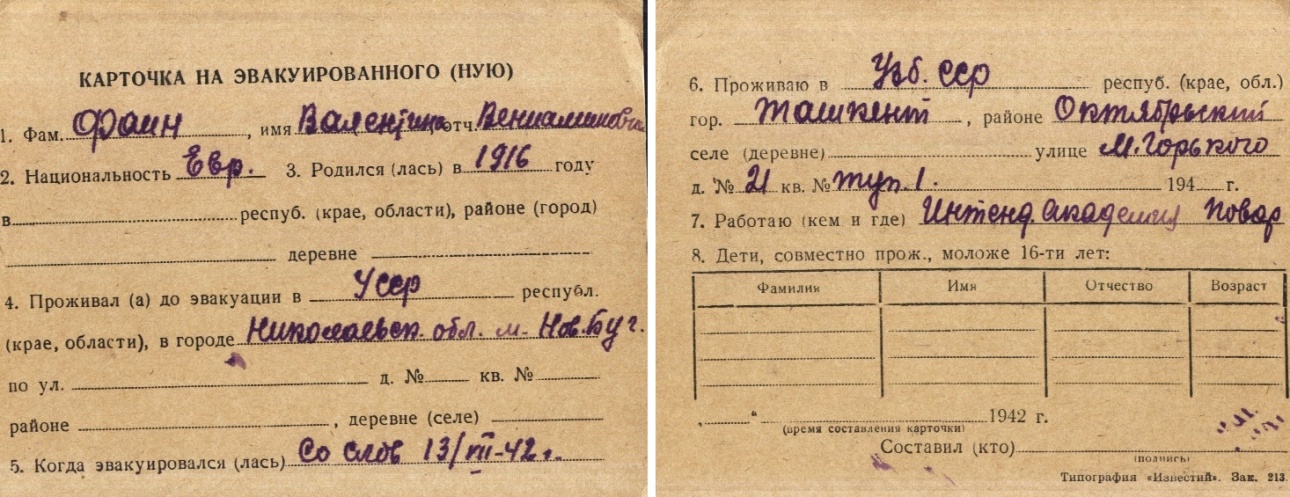 КАРТОЧКА НА ЭВАКУИРОВАННОГО (НУЮ)
1. Фам. Фаин, имя Валентина отч. Вениаминовна
2. Национальность Евр. 3. Родился (лась) в 1916 году
в респуб. (крае, области), районе (город)
деревне
4. Проживал (а) до эвакуации в Усср республ.
(крае, области), в городе Николаевск. обл. м. Нов. Буг.
по ул. д. № кв. №
районе , деревне (селе)
5. Когда эвакуировался (лась) Со слов 13/VII-42 г.
6. Проживаю в Узб. ССР респуб. (крае, обл.)
гор. Ташкент, районе Октябрьский
селе (деревне) улице М. Горького
д. № 21 кв. № туп. 1. 194 г.
7. Работаю (кем и где) Интенд. академия повар
8. Дети, совместно прож., моложе 16-ти лет:
Фамилия Имя Отчество Возраст
„ “ 1942 г.
(время составления карточки)
Составил (кто)
(подпись)
Типография «Известий». Зак. 213